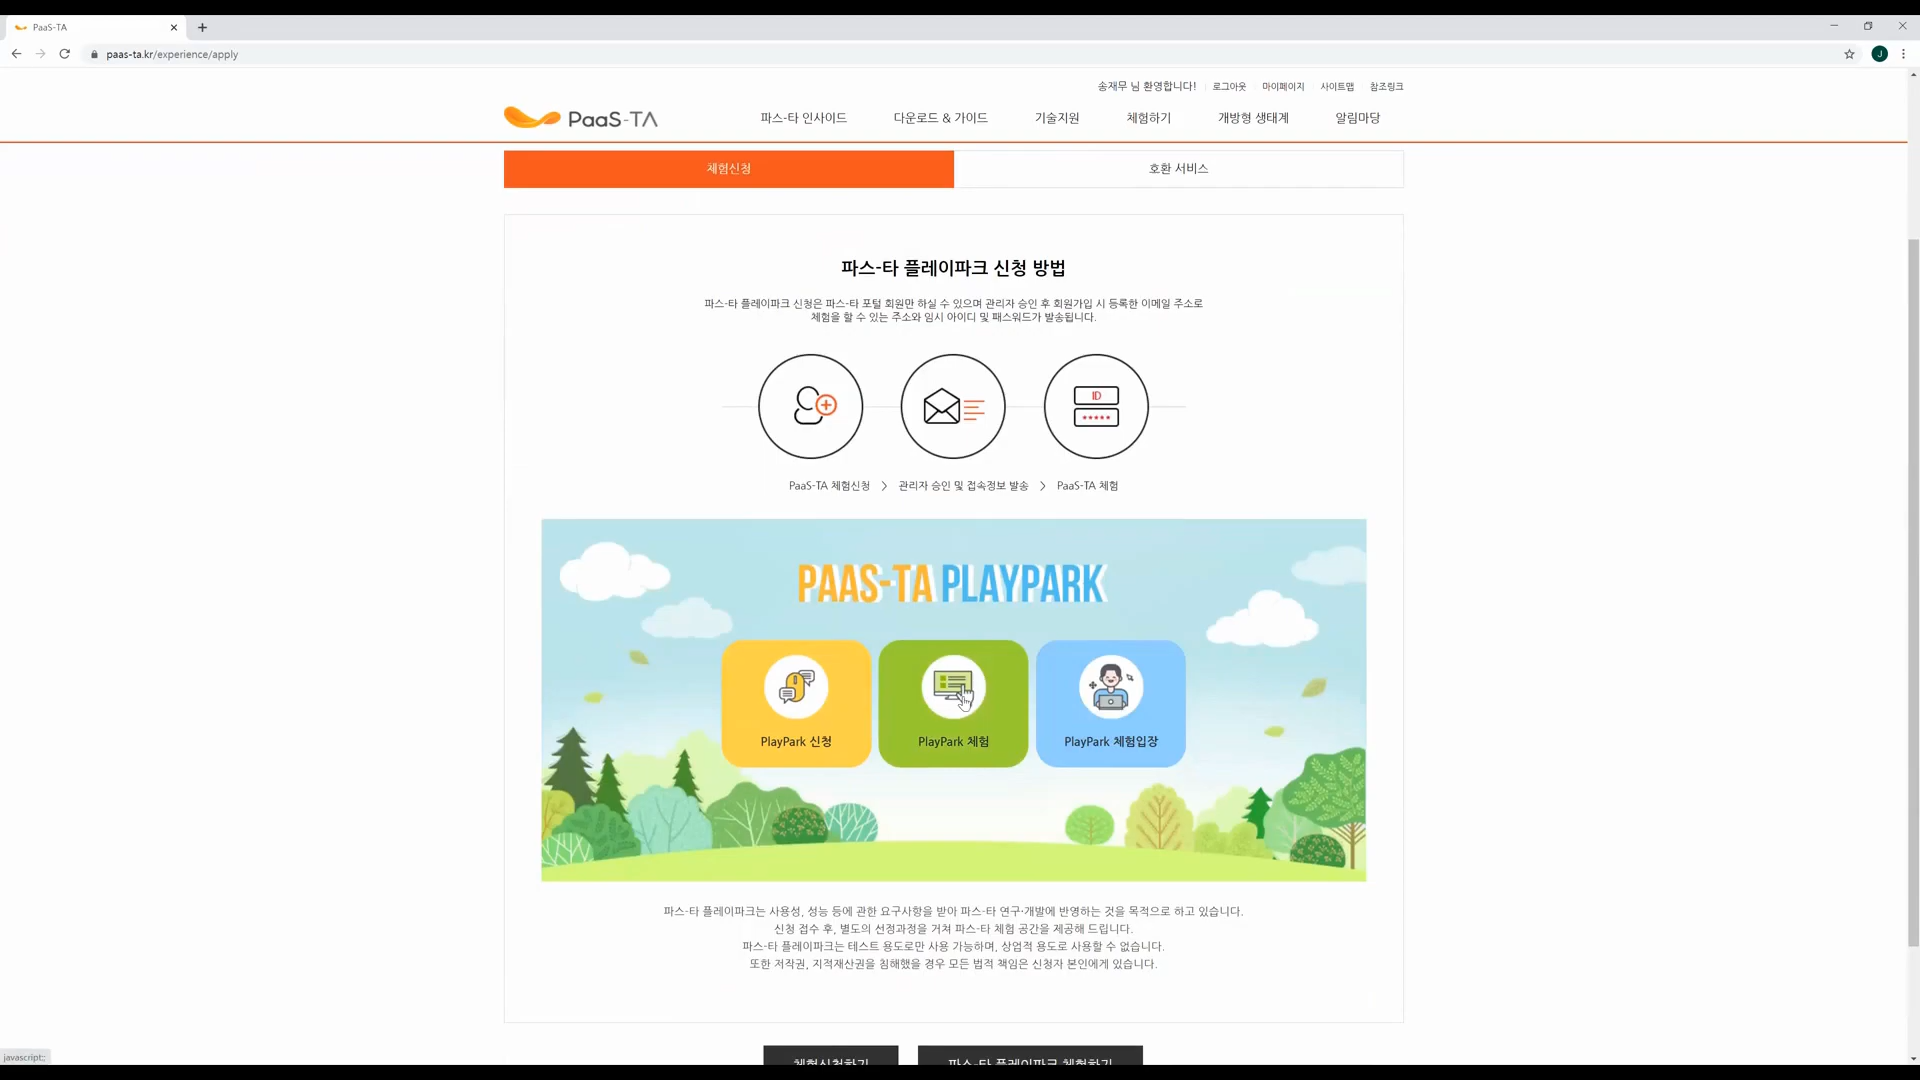 PaaS-TA
paas-ta.kr/experience/apply
J
송재무 님 환영합니다! 로그아웃 마이페이지 사이트맵 참조링크
PaaS-TA 파스-타 인사이드 다운로드 & 가이드 기술지원 체험하기 개방형 생태계 알림마당
체험신청 호환 서비스
파스-타 플레이파크 신청 방법
파스-타 플레이파크 신청은 파스-타 포털 회원만 하실 수 있으며 관리자 승인 후 회원가입 시 등록한 이메일 주소로
체험을 할 수 있는 주소와 임시 아이디 및 패스워드가 발송됩니다.
ID
*****
PaaS-TA 체험신청 > 관리자 승인 및 접속정보 발송 > PaaS-TA 체험
PAAS-TA PLAYPARK
PlayPark 신청 PlayPark 체험 PlayPark 체험입장
파스-타 플레이파크는 사용성, 성능 등에 관한 요구사항을 받아 파스-타 연구·개발에 반영하는 것을 목적으로 하고 있습니다.
신청 접수 후, 별도의 선정과정을 거쳐 파스-타 체험 공간을 제공해 드립니다.
파스-타 플레이파크는 테스트 용도로만 사용 가능하며, 상업적 용도로 사용할 수 없습니다.
또한 저작권, 지적재산권을 침해했을 경우 모든 법적 책임은 신청자 본인에게 있습니다.
체험신청하기 파스-타 플레이파크 체험하기
javascript:;